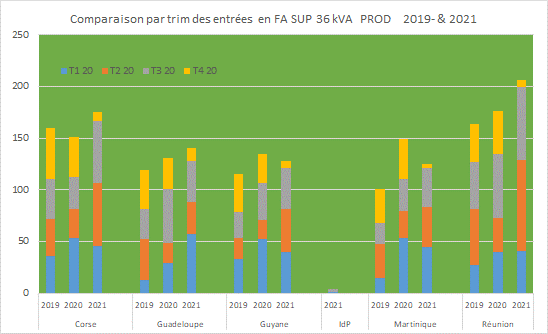 Comparaison par trim des entrées en FA SUP 36 kVA PROD 2019- & 2021
250
T1 20 T2 20 T3 20 T4 20
200
150
100
50
0
2019 2020 2021 2019 2020 2021 2019 2020 2021 2021 2019 2020 2021 2019 2020 2021
Corse Guadeloupe Guyane IdP Martinique Réunion